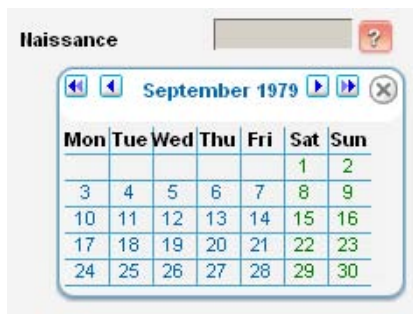 Naissance ?
September 1979
Mon Tue Wed Thu Fri Sat Sun
1 2
3 4 5 6 7 8 9
10 11 12 13 14 15 16
17 18 19 20 21 22 23
24 25 26 27 28 29 30